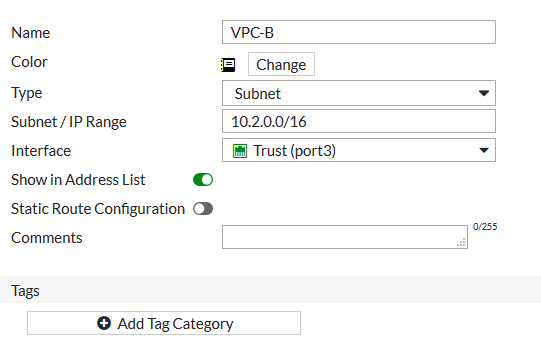 Name VPC-B
Color Change
Type Subnet
Subnet / IP Range 10.2.0.0/16
Interface Trust (port3)
Show in Address List
Static Route Configuration
Comments 0/255
Tags
Add Tag Category